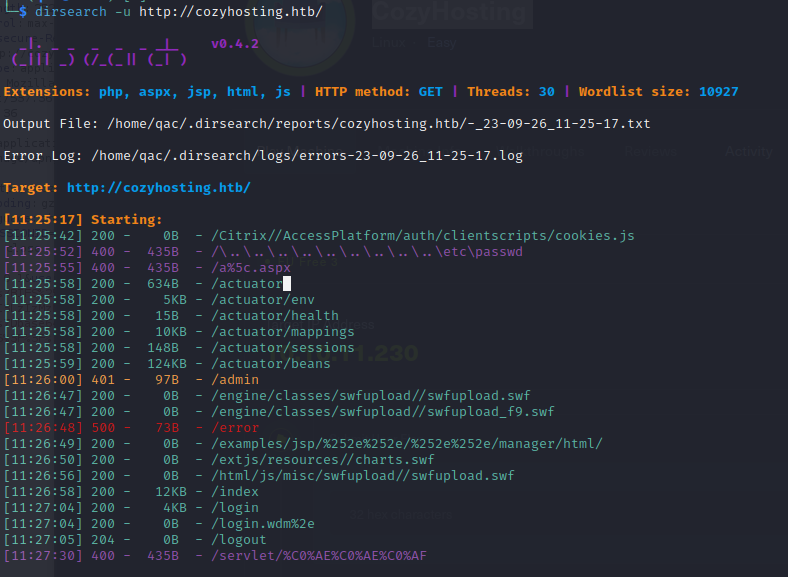 └─$ dirsearch -u http://cozyhosting.htb/
CozyHosting
Easy
_|. _ _ _ _ _ _|_ v0.4.2
(_||| _) (/_(_|| (_| )
Extensions: php, aspx, jsp, html, js | HTTP method: GET | Threads: 30 | Wordlist size: 10927
Output File: /home/qac/.dirsearch/reports/cozyhosting.htb/-_23-09-26_11-25-17.txt
Activity
Error Log: /home/qac/.dirsearch/logs/errors-23-09-26_11-25-17.log
Target: http://cozyhosting.htb/
[11:25:17] Starting:
[11:25:42] 200 - 0B - /Citrix//AccessPlatform/auth/clientscripts/cookies.js
[11:25:52] 400 - 435B - /\..\..\..\..\..\..\..\..\..\etc\passwd
[11:25:55] 400 - 435B - /a%5c.aspx
[11:25:58] 200 - 634B - /actuator
[11:25:58] 200 - 5KB - /actuator/env
[11:25:58] 200 - 15B - /actuator/health
[11:25:58] 200 - 10KB - /actuator/mappings
[11:25:58] 200 - 148B - /actuator/sessions
[11:25:59] 200 - 124KB - /actuator/beans
[11:26:00] 401 - 97B - /admin
[11:26:47] 200 - 0B - /engine/classes/swfupload//swfupload.swf
[11:26:47] 200 - 0B - /engine/classes/swfupload//swfupload_f9.swf
[11:26:48] 500 - 73B - /error
[11:26:49] 200 - 0B - /examples/jsp/%252e%252e/%252e%252e/manager/html/
[11:26:50] 200 - 0B - /extjs/resources//charts.swf
[11:26:56] 200 - 0B - /html/js/misc/swfupload//swfupload.swf
[11:26:58] 200 - 12KB - /index
[11:27:04] 200 - 4KB - /login
[11:27:04] 200 - 0B - /login.wdm%2e
[11:27:05] 204 - 0B - /logout
[11:27:30] 400 - 435B - /servlet/%C0%AE%C0%AE%C0%AF